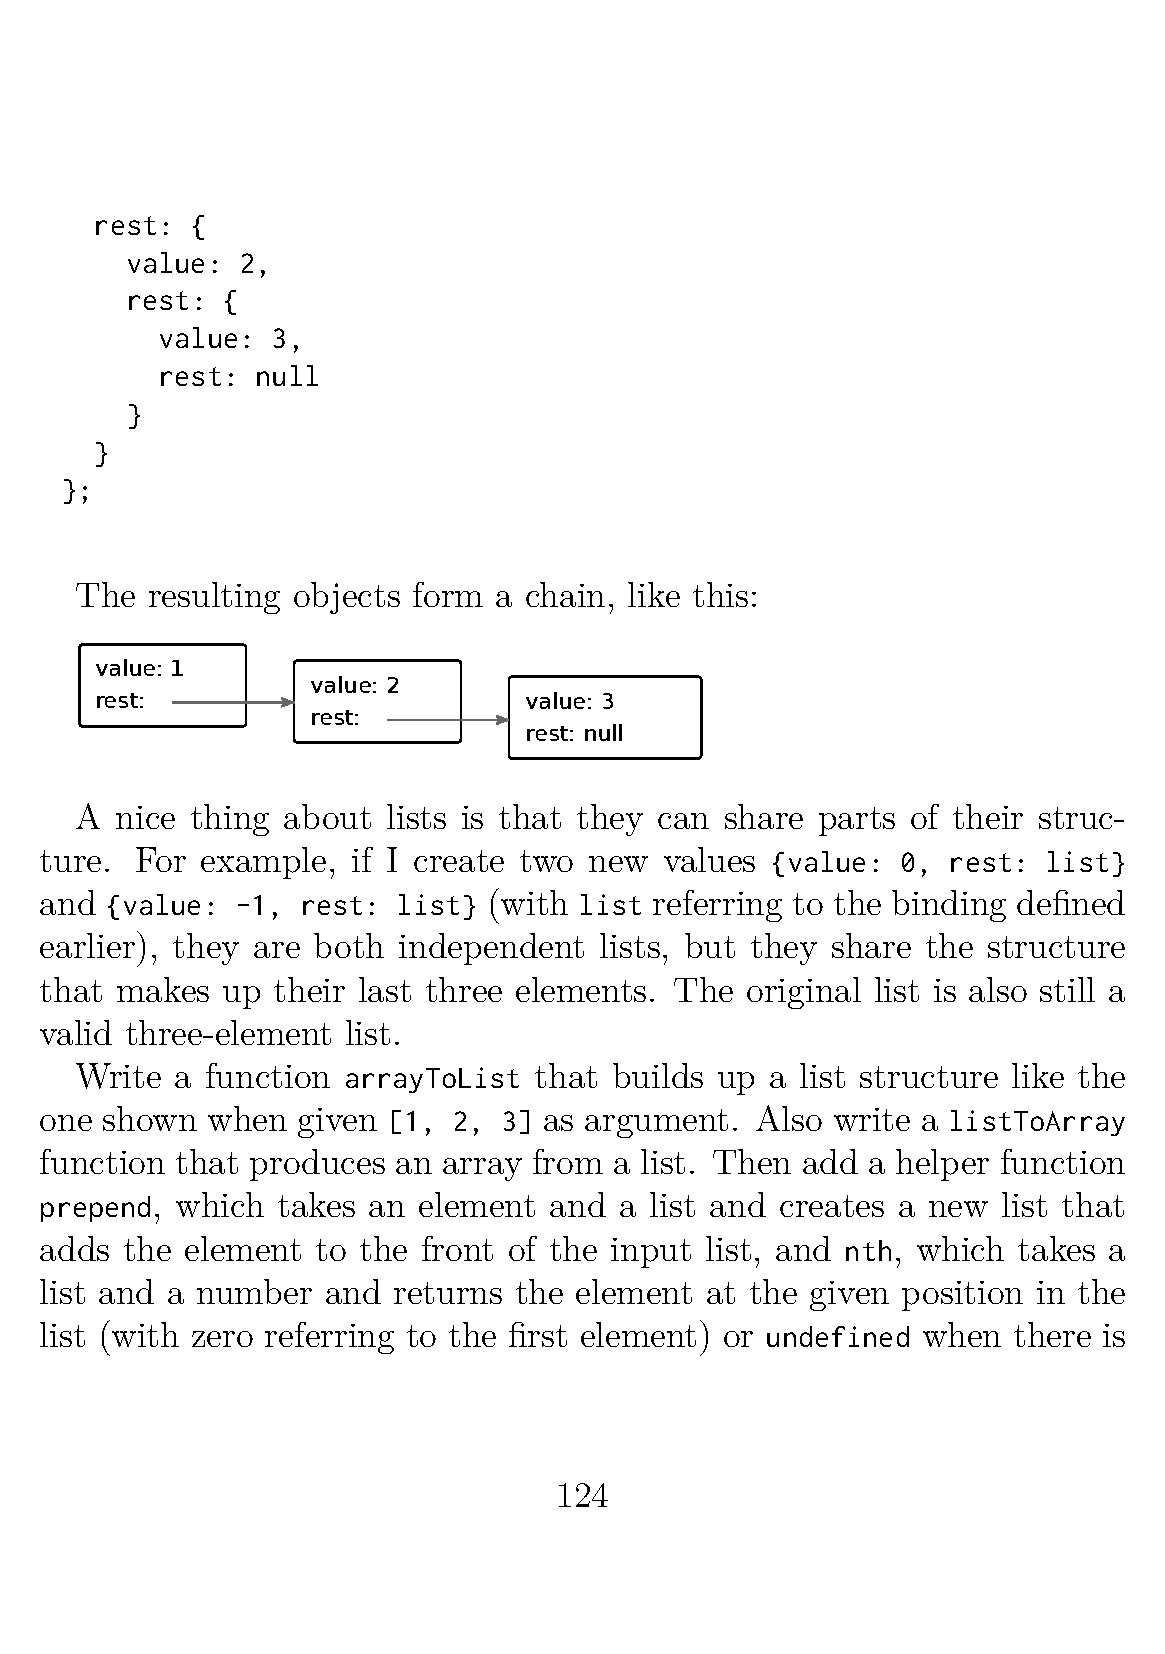 rest: {
value: 2,
rest: {
value: 3,
rest: null
}
}
};
The resulting objects form a chain, like this:
value: 1
rest:
value: 2
rest:
value: 3
rest: null
A nice thing about lists is that they can share parts of their struc-
ture. For example, if I create two new values {value: 0, rest: list}
and {value: -1, rest: list} (with list referring to the binding defined
earlier), they are both independent lists, but they share the structure
that makes up their last three elements. The original list is also still a
valid three-element list.
Write a function arrayToList that builds up a list structure like the
one shown when given [1, 2, 3] as argument. Also write a listToArray
function that produces an array from a list. Then add a helper function
prepend, which takes an element and a list and creates a new list that
adds the element to the front of the input list, and nth, which takes a
list and a number and returns the element at the given position in the
list (with zero referring to the first element) or undefined when there is
124